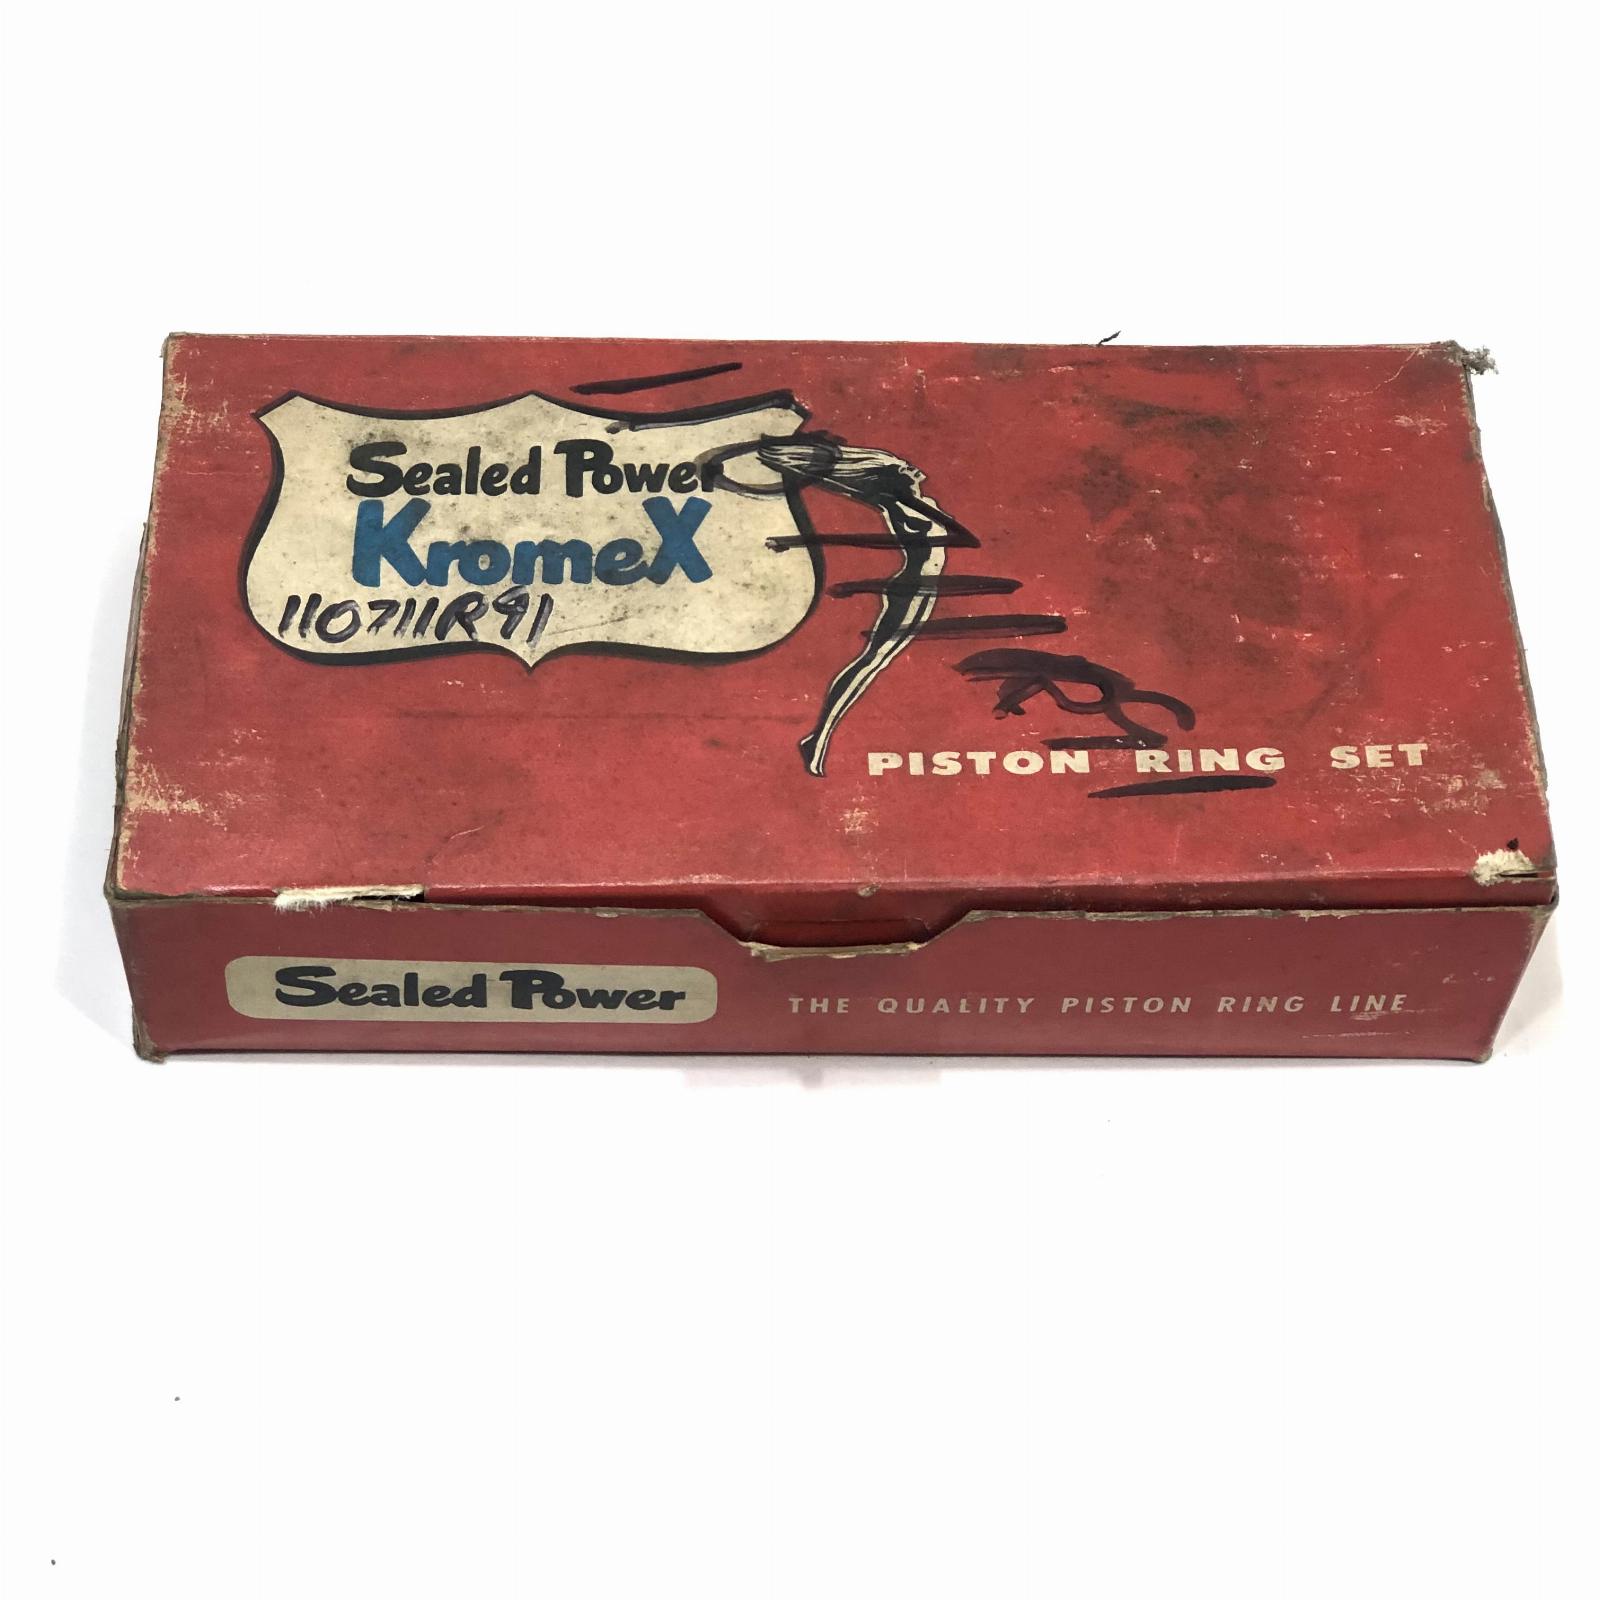 Sealed Power
KromeX
110711R91
PISTON RING SET
Sealed Power
THE QUALITY PISTON RING LINE